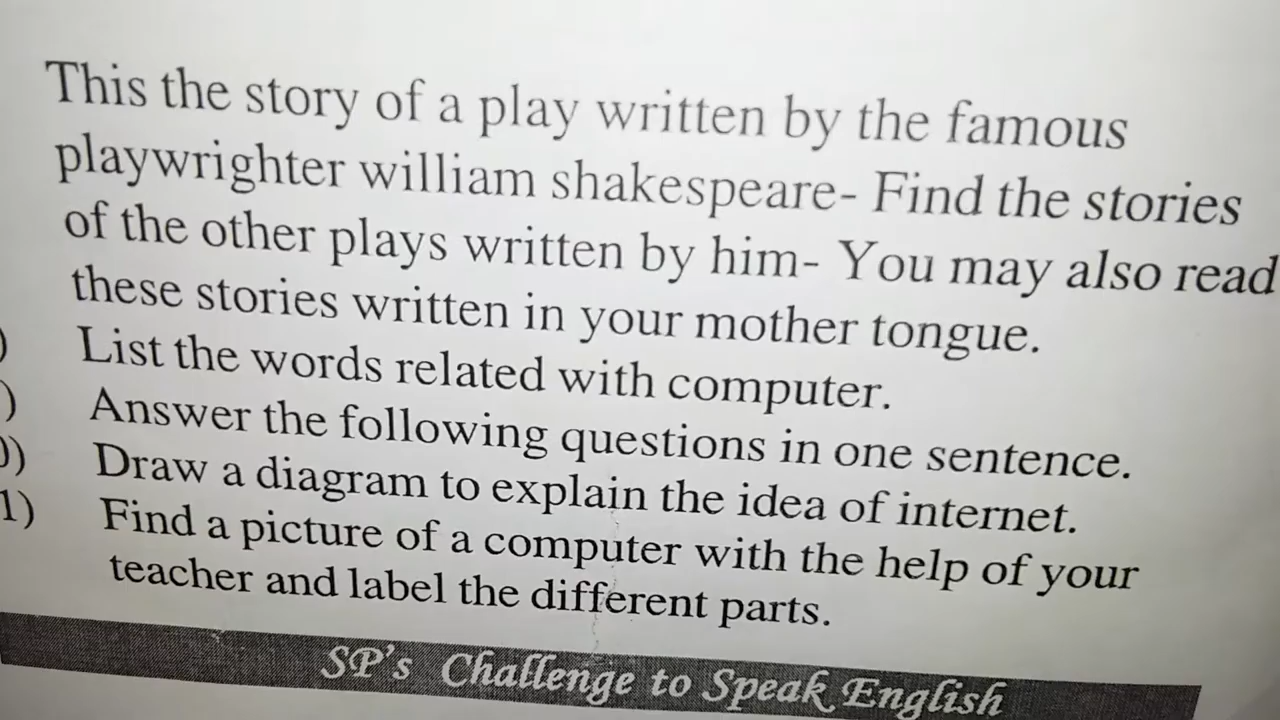 This the story of a play written by the famous
playwrighter william shakespeare- Find the stories
of the other plays written by him- You may also read
these stories written in your mother tongue.
) List the words related with computer.
) Answer the following questions in one sentence.
0) Draw a diagram to explain the idea of internet.
1) Find a picture of a computer with the help of your
teacher and label the different parts.
SP's Challenge to Speak English